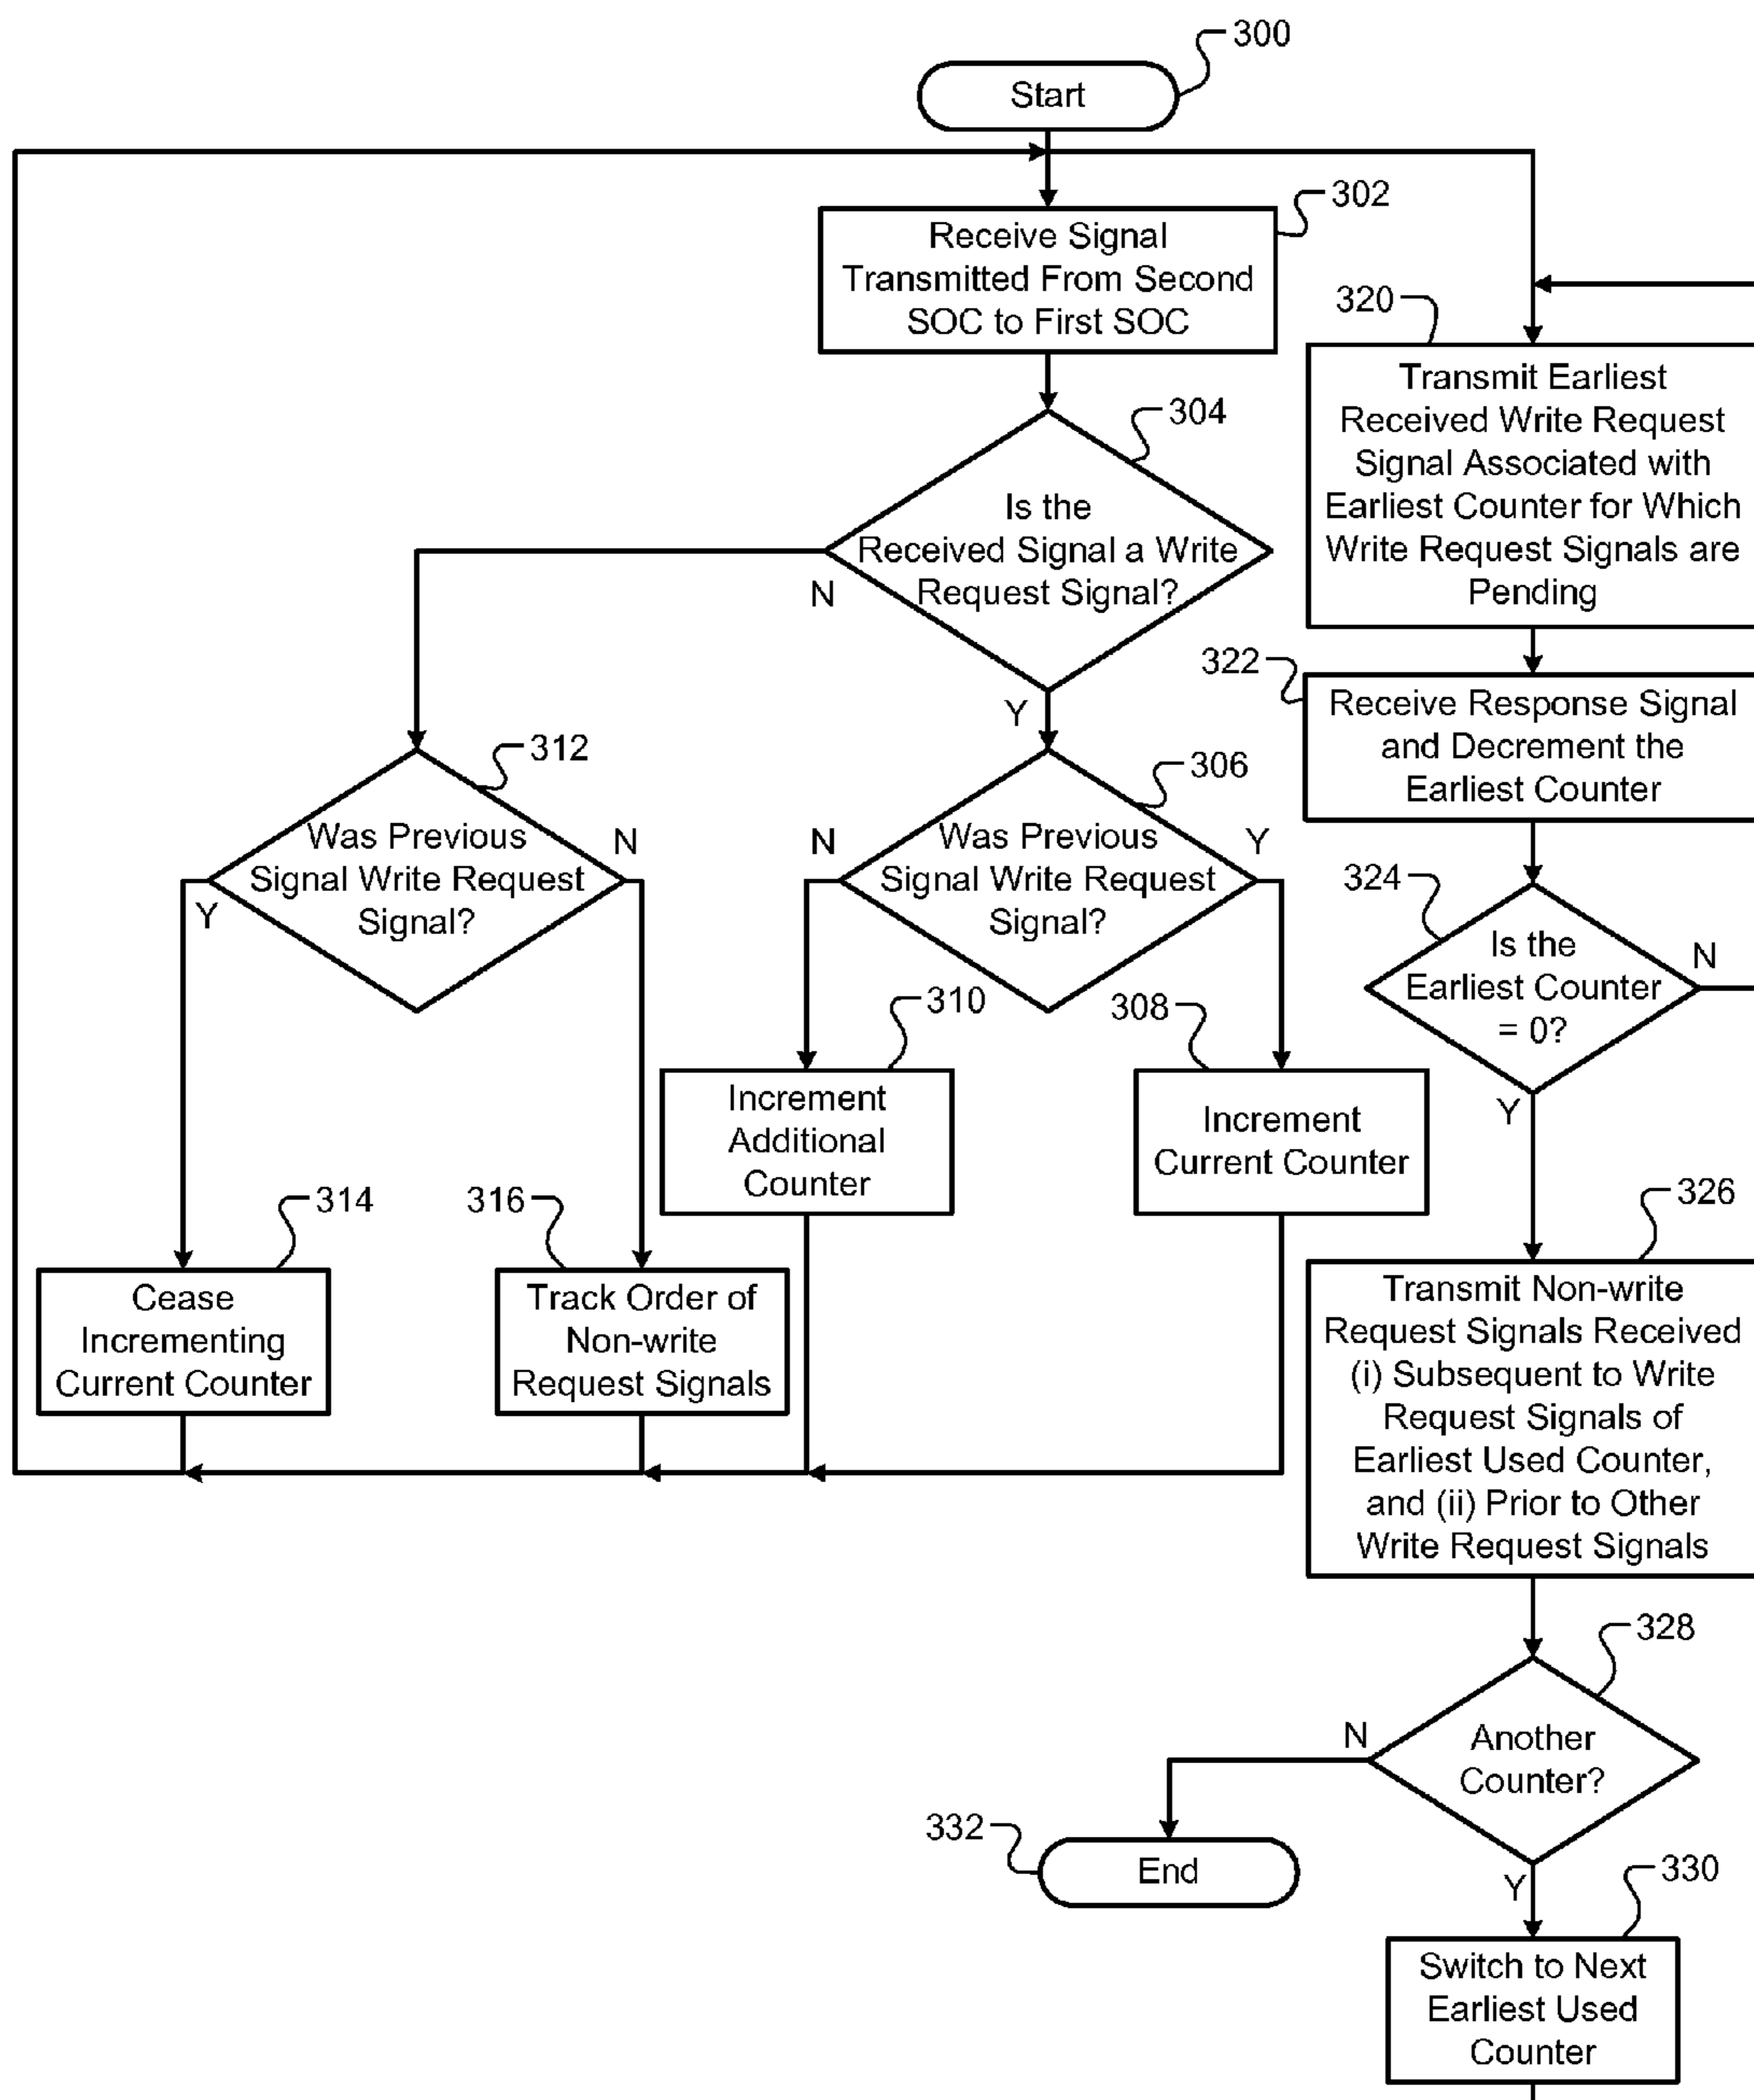 300
Start
302
Receive Signal
Transmitted From Second
SOC to First SOC
304
Is the
Received Signal a Write
Request Signal?
N
Y
312
Was Previous
Signal Write Request
Signal?
N
Y
306
Was Previous
Signal Write Request
Signal?
N
Y
310
Increment
Additional
Counter
308
Increment
Current Counter
314
Cease
Incrementing
Current Counter
316
Track Order of
Non-write
Request Signals
320
Transmit Earliest
Received Write Request
Signal Associated with
Earliest Counter for Which
Write Request Signals are
Pending
322
Receive Response Signal
and Decrement the
Earliest Counter
324
Is the
Earliest Counter
= 0?
N
Y
326
Transmit Non-write
Request Signals Received
(i) Subsequent to Write
Request Signals of
Earliest Used Counter,
and (ii) Prior to Other
Write Request Signals
328
Another
Counter?
N
Y
332
End
330
Switch to Next
Earliest Used
Counter